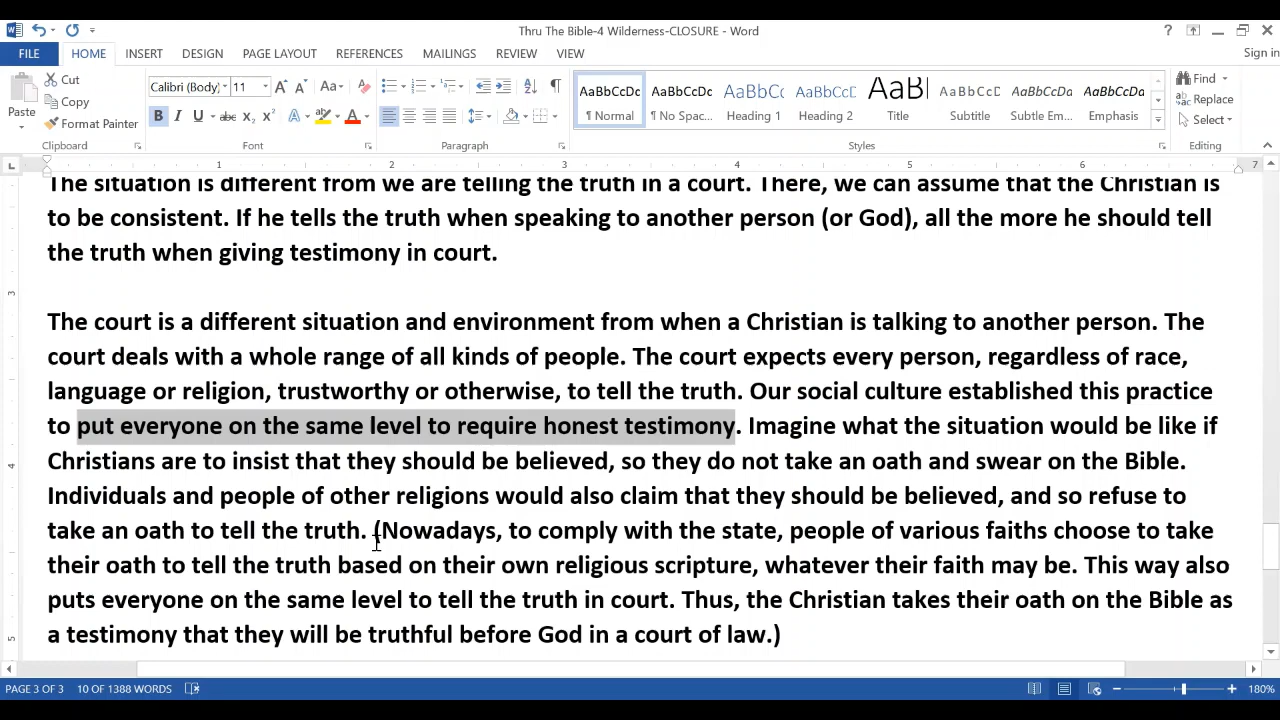 Thru The Bible-4 Wilderness-CLOSURE - Word
?
FILE HOME INSERT DESIGN PAGE LAYOUT REFERENCES MAILINGS REVIEW VIEW Sign in
Paste Cut Copy Format Painter
Calibri (Body) 11
AaBbCcDc AaBbCcDc AaBbCc AaBbCcDc AaBl AaBbCcD AaBbCcDa AaBbCcDa
¶ Normal ¶ No Spac... Heading 1 Heading 2 Title Subtitle Subtle Em... Emphasis
Find Replace Select
Clipboard Font Paragraph Styles Editing
1 2 3 4 5 6 7
The situation is different from we are telling the truth in a court. There, we can assume that the Christian is
to be consistent. If he tells the truth when speaking to another person (or God), all the more he should tell
the truth when giving testimony in court.
The court is a different situation and environment from when a Christian is talking to another person. The
court deals with a whole range of all kinds of people. The court expects every person, regardless of race,
language or religion, trustworthy or otherwise, to tell the truth. Our social culture established this practice
to put everyone on the same level to require honest testimony. Imagine what the situation would be like if
Christians are to insist that they should be believed, so they do not take an oath and swear on the Bible.
Individuals and people of other religions would also claim that they should be believed, and so refuse to
take an oath to tell the truth. (Nowadays, to comply with the state, people of various faiths choose to take
their oath to tell the truth based on their own religious scripture, whatever their faith may be. This way also
puts everyone on the same level to tell the truth in court. Thus, the Christian takes their oath on the Bible as
a testimony that they will be truthful before God in a court of law.)
PAGE 3 OF 3 10 OF 1388 WORDS 180%